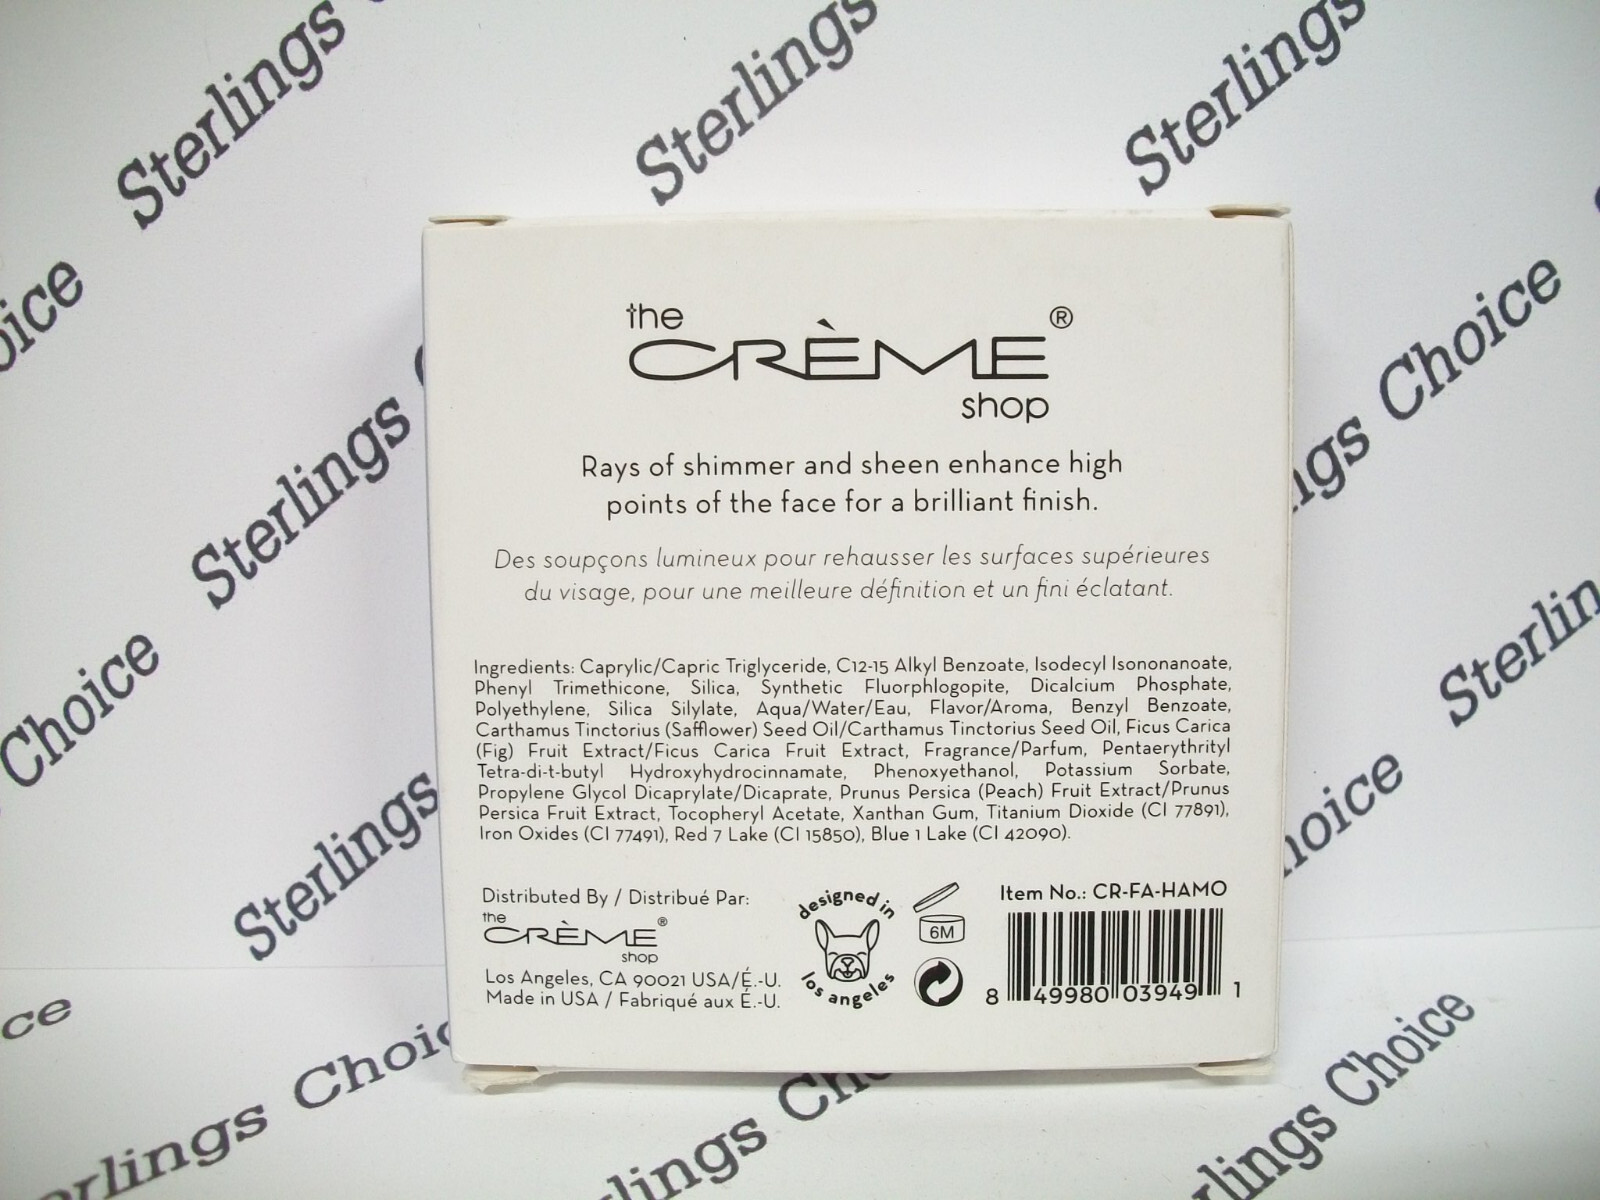 Sterlings
Sterlings
Sterlings
Choice
Choice
Sterlings
Choice
Sterlings
Choice
Sterlings
Choice
the
CRÈME®
shop
Rays of shimmer and sheen enhance high
points of the face for a brilliant finish.
Des soupçons lumineux pour rehausser les surfaces supérieures
du visage, pour une meilleure définition et un fini éclatant.
Ingredients: Caprylic/Capric Triglyceride, C12-15 Alkyl Benzoate, Isodecyl Isononanoate,
Phenyl Trimethicone, Silica, Synthetic Fluorphlogopite, Dicalcium Phosphate,
Polyethylene, Silica Silylate, Aqua/Water/Eau, Flavor/Aroma, Benzyl Benzoate,
Carthamus Tinctorius (Safflower) Seed Oil/Carthamus Tinctorius Seed Oil, Ficus Carica
(Fig) Fruit Extract/Ficus Carica Fruit Extract, Fragrance/Parfum, Pentaerythrityl
Tetra-di-t-butyl Hydroxyhydrocinnamate, Phenoxyethanol, Potassium Sorbate,
Propylene Glycol Dicaprylate/Dicaprate, Prunus Persica (Peach) Fruit Extract/Prunus
Persica Fruit Extract, Tocopheryl Acetate, Xanthan Gum, Titanium Dioxide (CI 77891),
Iron Oxides (CI 77491), Red 7 Lake (CI 15850), Blue 1 Lake (CI 42090).
Distributed By / Distribué Par:
the
CRÈME®
shop
Los Angeles, CA 90021 USA/É.-U.
Made in USA / Fabriqué aux É.-U.
designed in
los angeles
6M
Item No.: CR-FA-HAMO
8 49980 03949 1
Choice